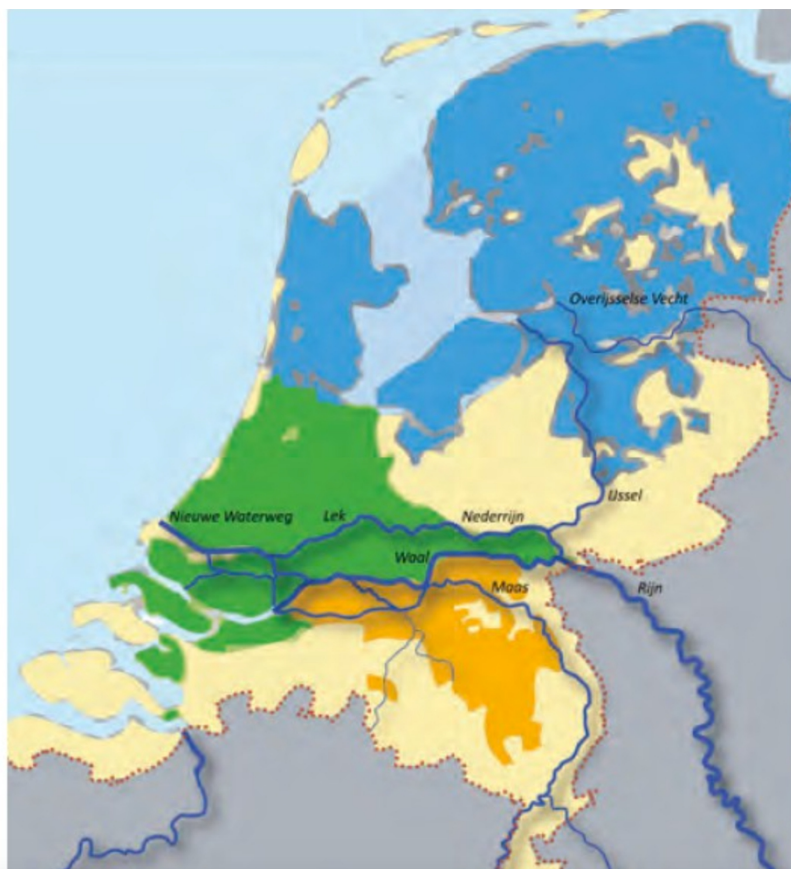 Overijsselse Vecht
IJssel
Nieuwe Waterweg
Lek
Nederrijn
Waal
Maas
Rijn